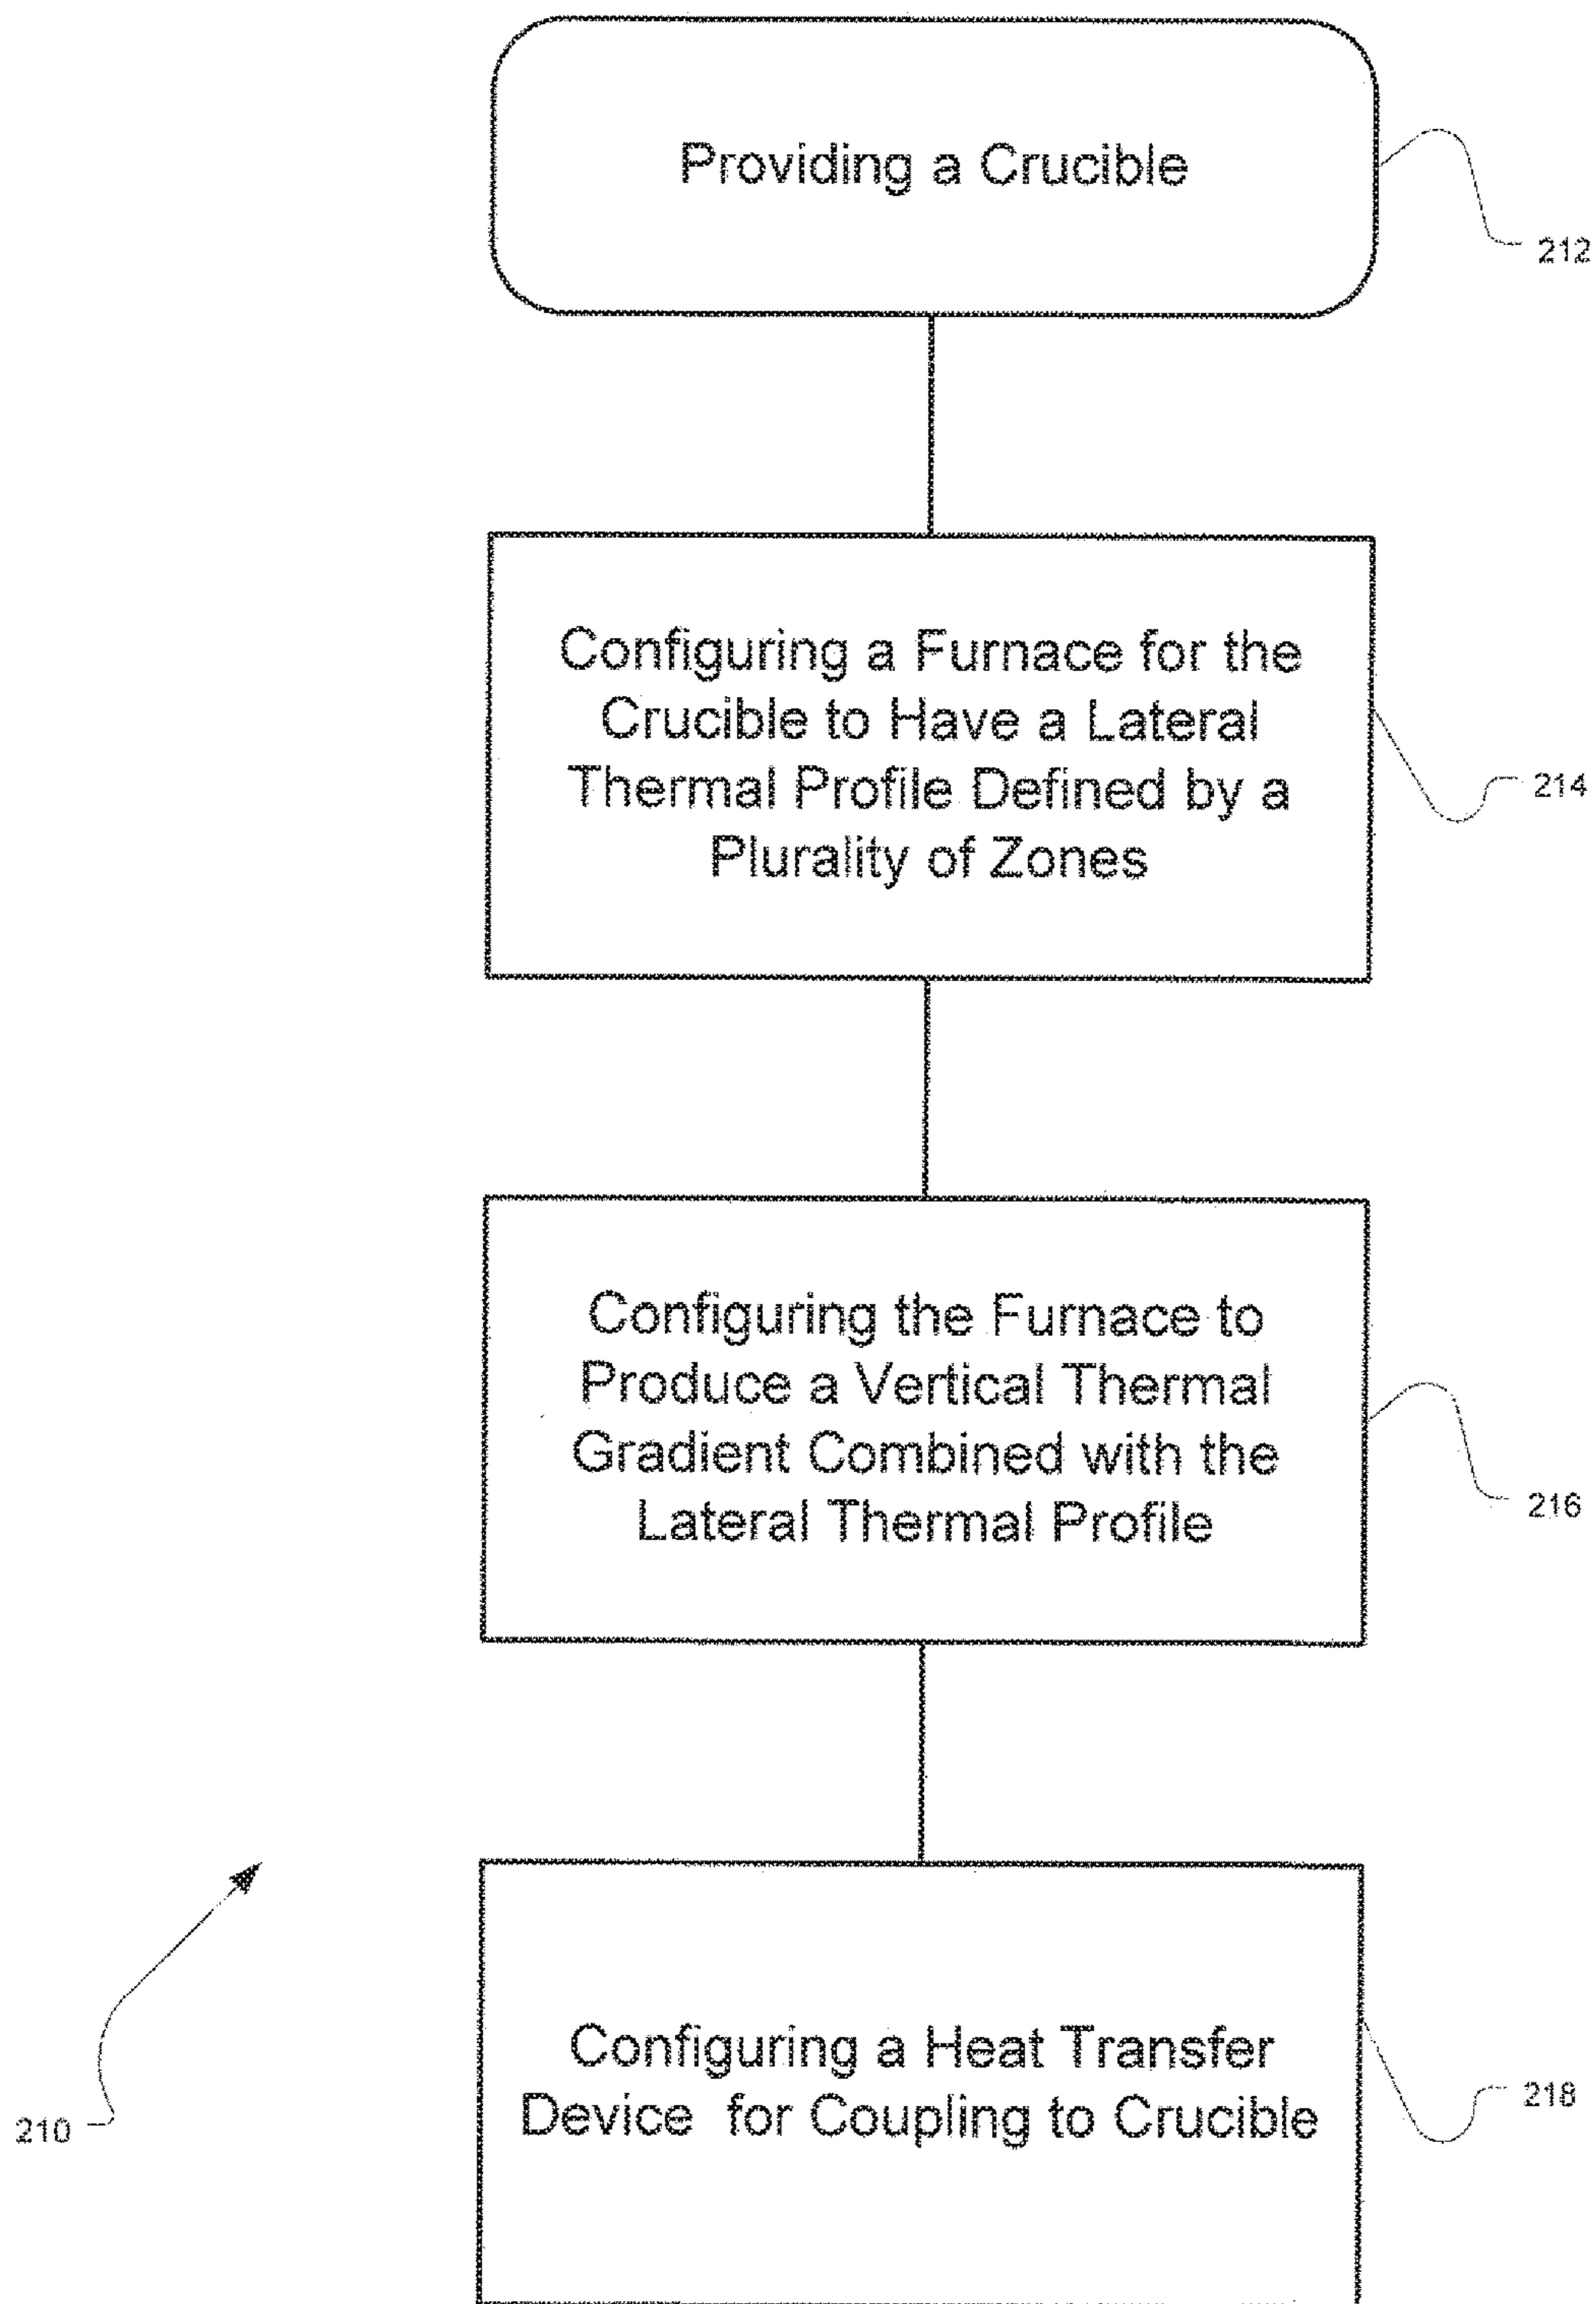 Providing a Crucible
212
Configuring a Furnace for the
Crucible to Have a Lateral
Thermal Profile Defined by a
Plurality of Zones
214
Configuring the Furnace to
Produce a Vertical Thermal
Gradient Combined with the
Lateral Thermal Profile
216
Configuring a Heat Transfer
Device for Coupling to Crucible
218
210